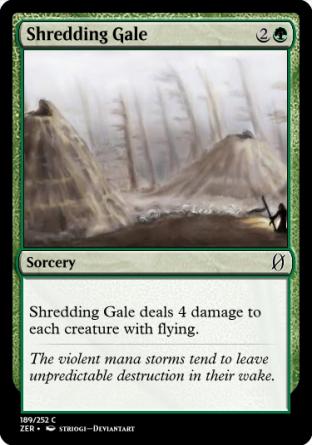 Shredding Gale 2
Sorcery
Shredding Gale deals 4 damage to
each creature with flying.
The violent mana storms tend to leave
unpredictable destruction in their wake.
189/252 C
ZER • STRIOGI—DEVIANTART